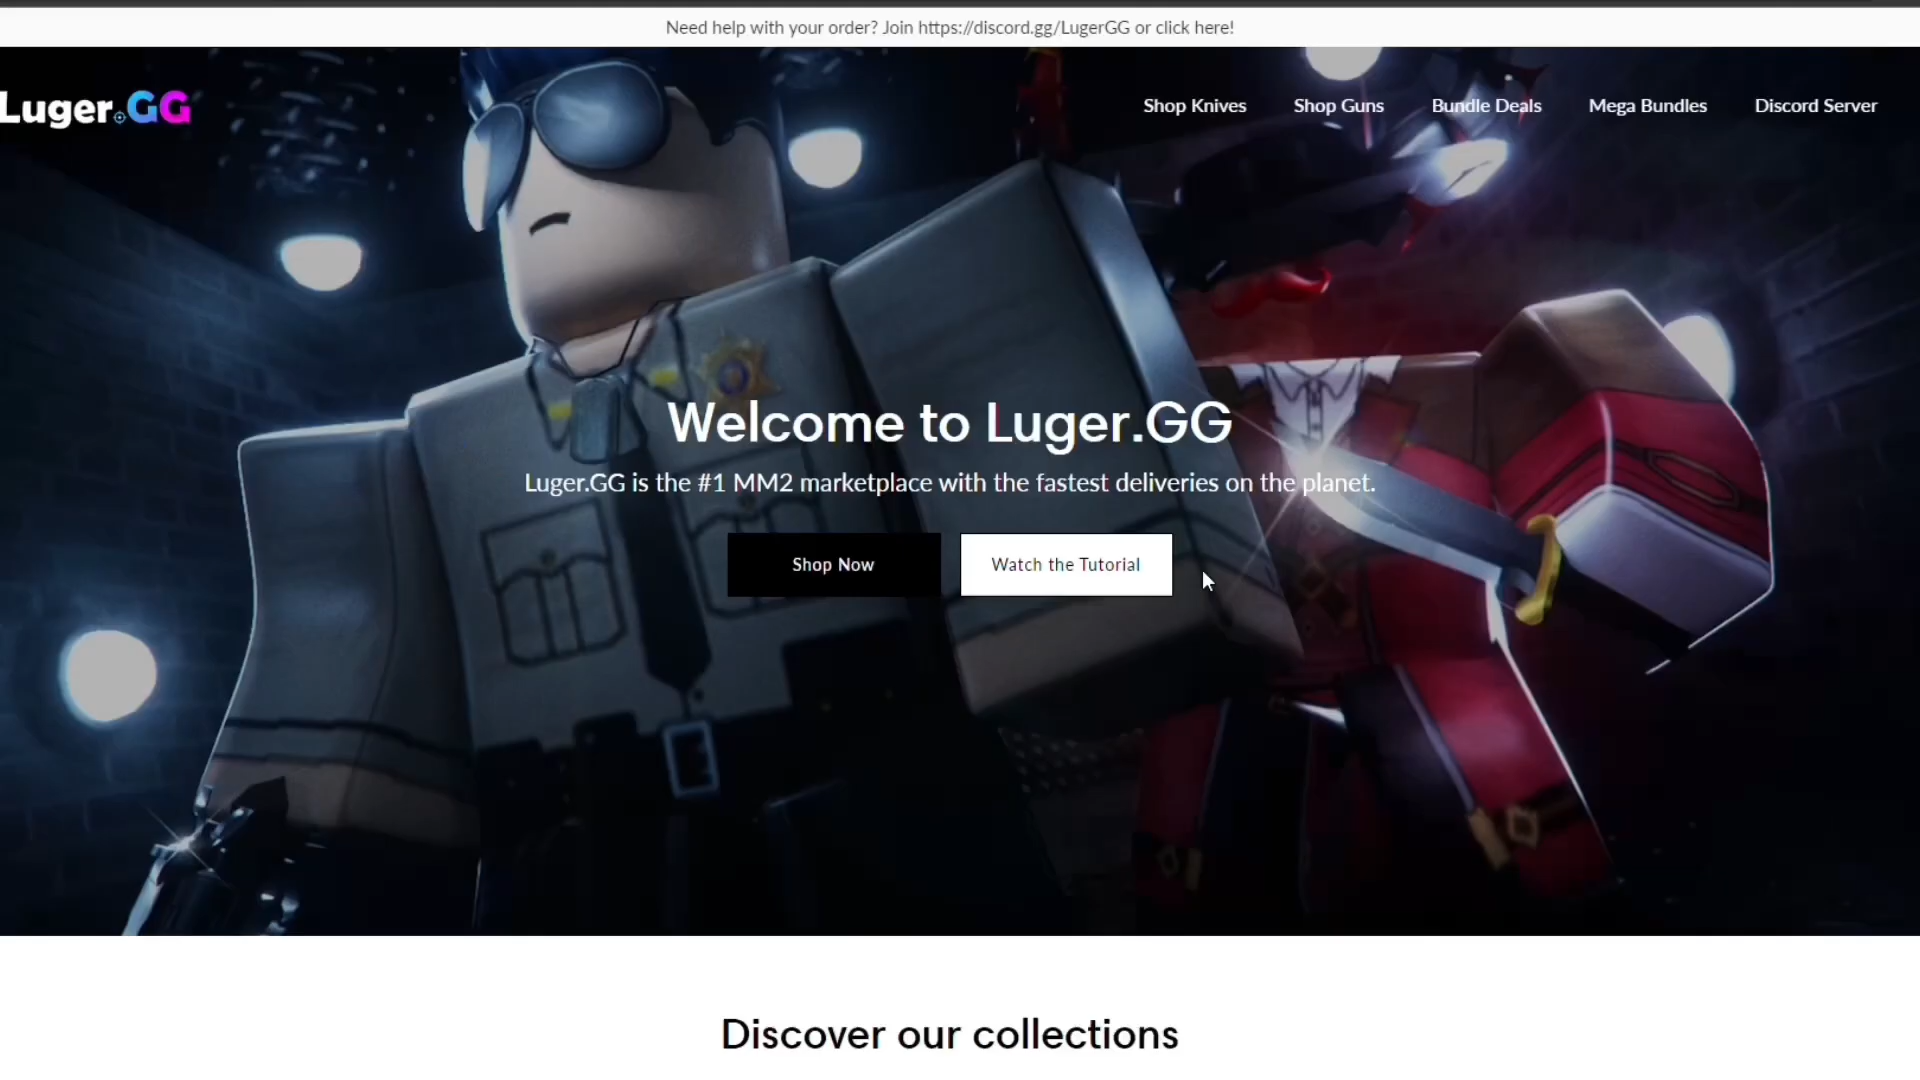 Need help with your order? Join https://discord.gg/LugerGG or click here!
Luger.GG
Shop Knives
Shop Guns
Bundle Deals
Mega Bundles
Discord Server
Welcome to Luger.GG
Luger.GG is the #1 MM2 marketplace with the fastest deliveries on the planet.
Shop Now
Watch the Tutorial
Discover our collections